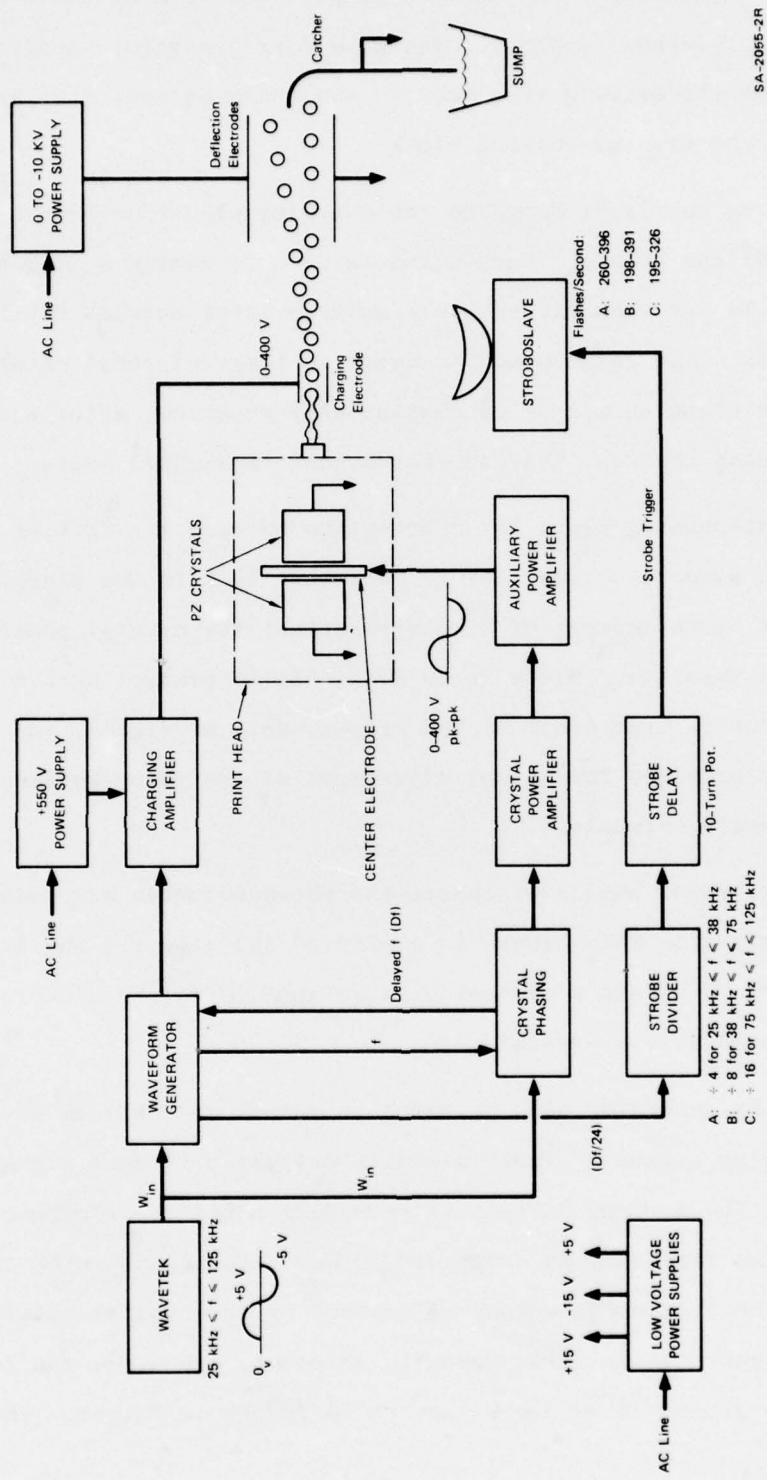 AC Line
0 TO -10 KV
POWER SUPPLY
Deflection
Electrodes
Catcher
SUMP
0-400 V
Charging
Electrode
AC Line
+550 V
POWER SUPPLY
CHARGING
AMPLIFIER
PRINT HEAD
PZ CRYSTALS
CENTER ELECTRODE
WAVETEK
25 kHz ≤ f ≤ 125 kHz
0
+5 V
-5 V
W in
WAVEFORM
GENERATOR
W in
f
Delayed f (Df)
(Df/24)
CRYSTAL
PHASING
CRYSTAL
POWER
AMPLIFIER
0-400 V
pk-pk
AUXILIARY
POWER
AMPLIFIER
STROBE
DIVIDER
A: ÷ 4 for 25 kHz ≤ f ≤ 38 kHz
B: ÷ 8 for 38 kHz ≤ f ≤ 75 kHz
C: ÷ 16 for 75 kHz ≤ f ≤ 125 kHz
STROBE
DELAY
10-Turn Pot.
Strobe Trigger
STROBOSLAVE
Flashes/Second:
A: 260-396
B: 198-391
C: 195-326
AC Line
LOW VOLTAGE
POWER SUPPLIES
+15 V
-15 V
+5 V
SA-2055-2R